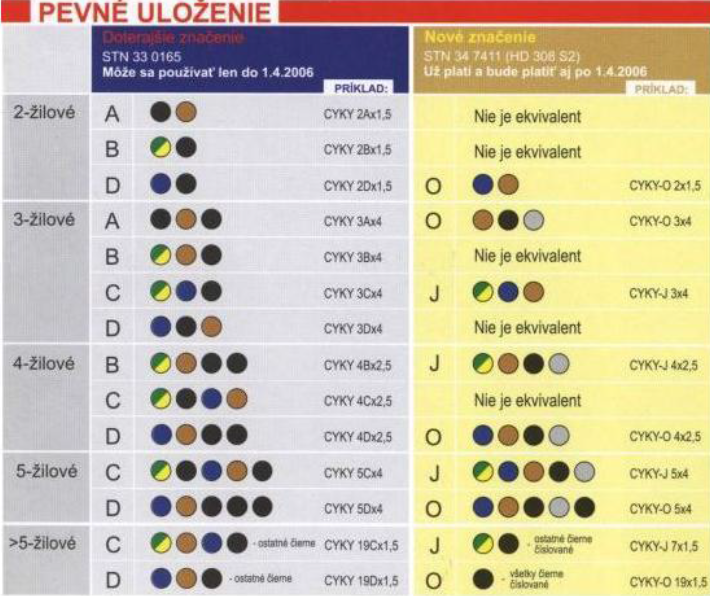 PEVNÉ ULOŽENIE
Doterajšie značenie
STN 33 0165
Môže sa používať len do 1.4.2006
PRÍKLAD:
Nové značenie
STN 34 7411 (HD 308 S2)
Už platí a bude platiť aj po 1.4.2006
PRÍKLAD:
2-žilové A CYKY 2Ax1,5 Nie je ekvivalent
B CYKY 2Bx1,5 Nie je ekvivalent
D CYKY 2Dx1,5 O CYKY-O 2x1,5
3-žilové A CYKY 3Ax4 O CYKY-O 3x4
B CYKY 3Bx4 Nie je ekvivalent
C CYKY 3Cx4 J CYKY-J 3x4
D CYKY 3Dx4 Nie je ekvivalent
4-žilové B CYKY 4Bx2,5 J CYKY-J 4x2,5
C CYKY 4Cx2,5 Nie je ekvivalent
D CYKY 4Dx2,5 O CYKY-O 4x2,5
5-žilové C CYKY 5Cx4 J CYKY-J 5x4
D CYKY 5Dx4 O CYKY-O 5x4
>5-žilové C - ostatné čierne CYKY 19Cx1,5 J - ostatné čierne číslované CYKY-J 7x1,5
D - ostatné čierne CYKY 19Dx1,5 O - všetky čierne číslované CYKY-O 19x1,5